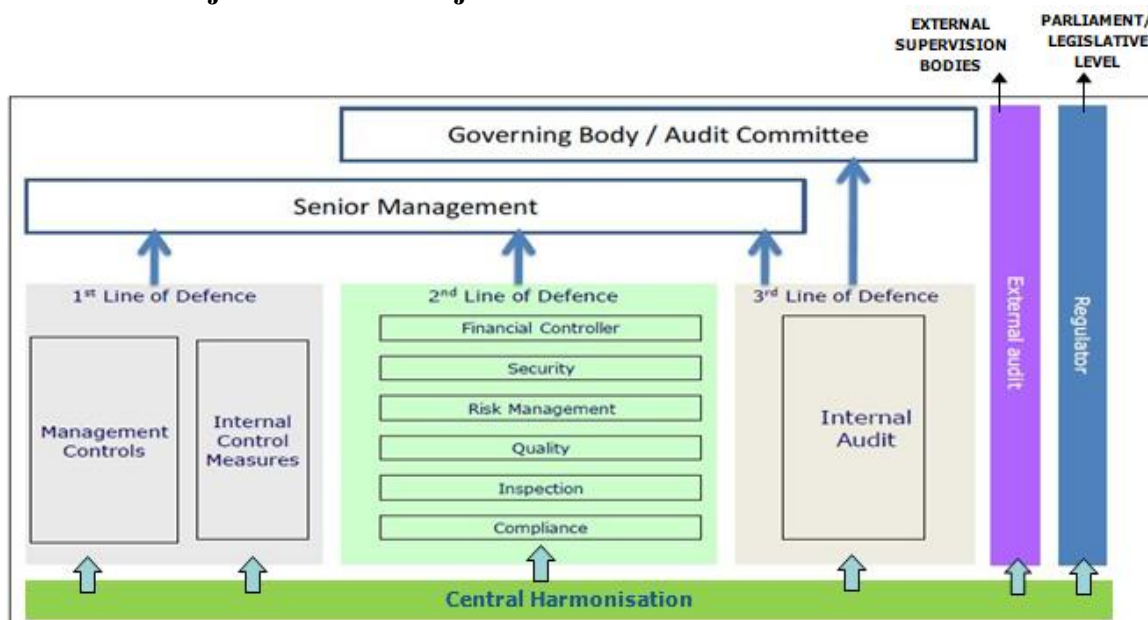 EXTERNAL
SUPERVISION
BODIES
PARLIAMENT/
LEGISLATIVE
LEVEL
Governing Body / Audit Committee
Senior Management
1st Line of Defence
2nd Line of Defence
3rd Line of Defence
Management
Controls
Internal
Control
Measures
Financial Controller
Security
Risk Management
Quality
Inspection
Compliance
Internal
Audit
External audit
Regulator
Central Harmonisation